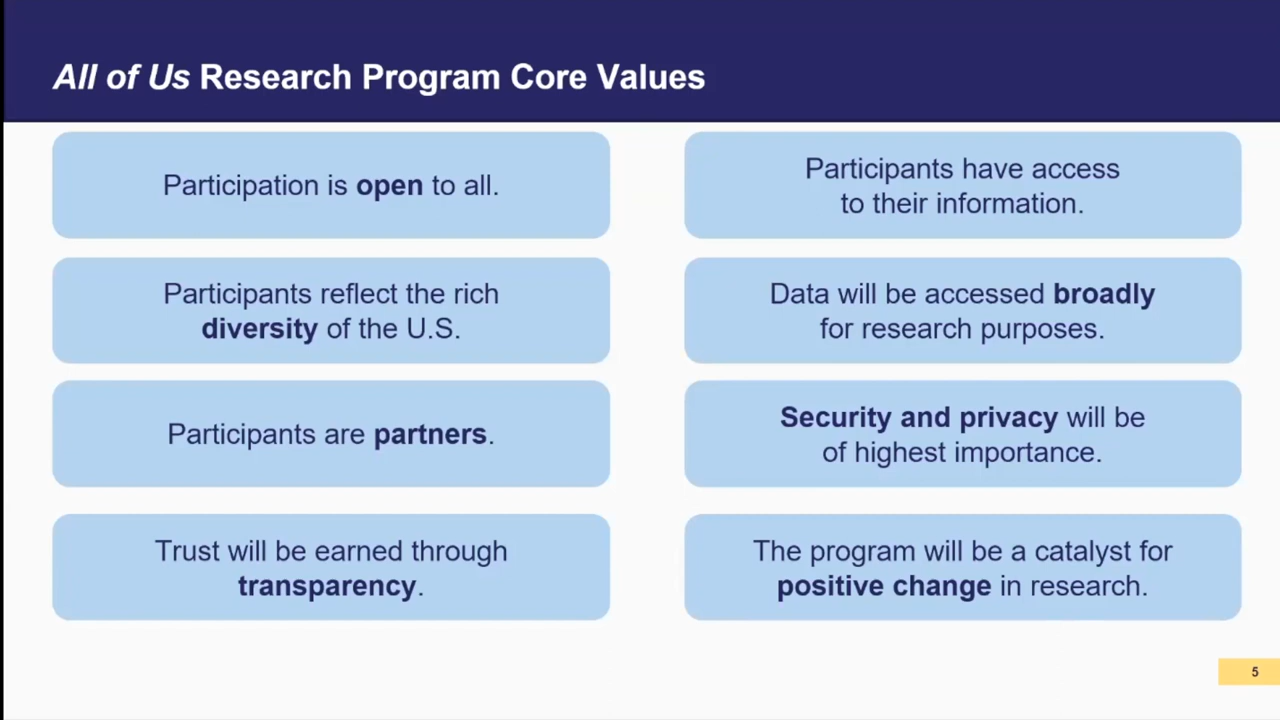 All of Us Research Program Core Values
Participation is open to all.
Participants reflect the rich
diversity of the U.S.
Participants are partners.
Trust will be earned through
transparency.
Participants have access
to their information.
Data will be accessed broadly
for research purposes.
Security and privacy will be
of highest importance.
The program will be a catalyst for
positive change in research.
5